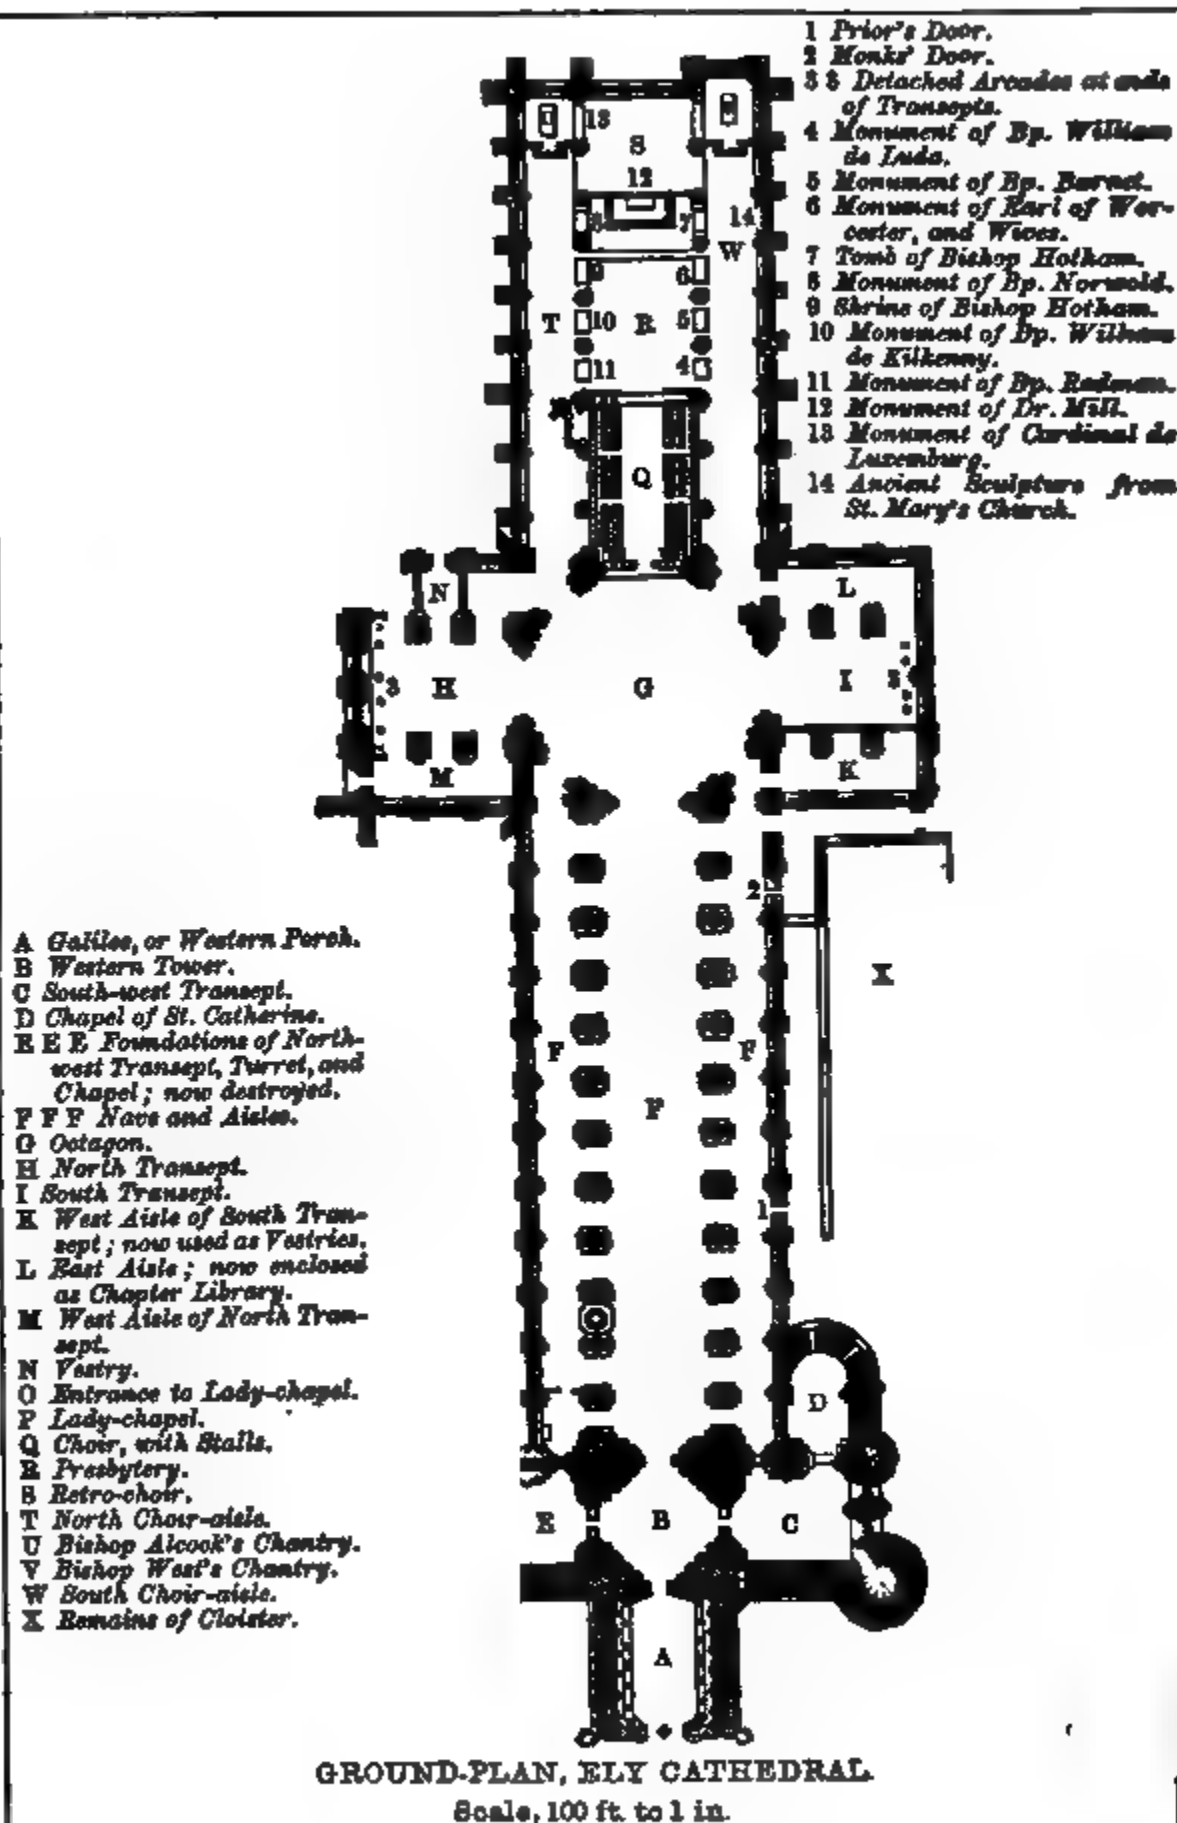 1 Prior's Door.
2 Monks' Door.
3 3 Detached Arcades at ends
of Transepts.
4 Monument of Bp. William
de Luda.
5 Monument of Bp. Barnet.
6 Monument of Earl of Wor-
cester, and Wives.
7 Tomb of Bishop Hotham.
8 Monument of Bp. Norwold.
9 Shrine of Bishop Hotham.
10 Monument of Bp. William
de Kilkenny.
11 Monument of Bp. Redman.
12 Monument of Dr. Mill.
13 Monument of Cardinal de
Luxemburg.
14 Ancient Sculpture from
St. Mary's Church.
13
S
12
7
14
W
9
6
T
10
R
5
11
4
Q
N
L
3
H
G
I
3
M
K
2
X
F
F
F
1
D
E
B
C
A
A Galilee, or Western Porch.
B Western Tower.
C South-west Transept.
D Chapel of St. Catherine.
E E E Foundations of North-
west Transept, Turret, and
Chapel; now destroyed.
F F F Nave and Aisles.
G Octagon.
H North Transept.
I South Transept.
K West Aisle of South Tran-
sept; now used as Vestries.
L East Aisle; now enclosed
as Chapter Library.
M West Aisle of North Tran-
sept.
N Vestry.
O Entrance to Lady-chapel.
P Lady-chapel.
Q Choir, with Stalls.
R Presbytery.
S Retro-choir.
T North Choir-aisle.
U Bishop Alcock's Chantry.
V Bishop West's Chantry.
W South Choir-aisle.
X Remains of Cloister.
GROUND-PLAN, ELY CATHEDRAL.
Scale, 100 ft. to 1 in.